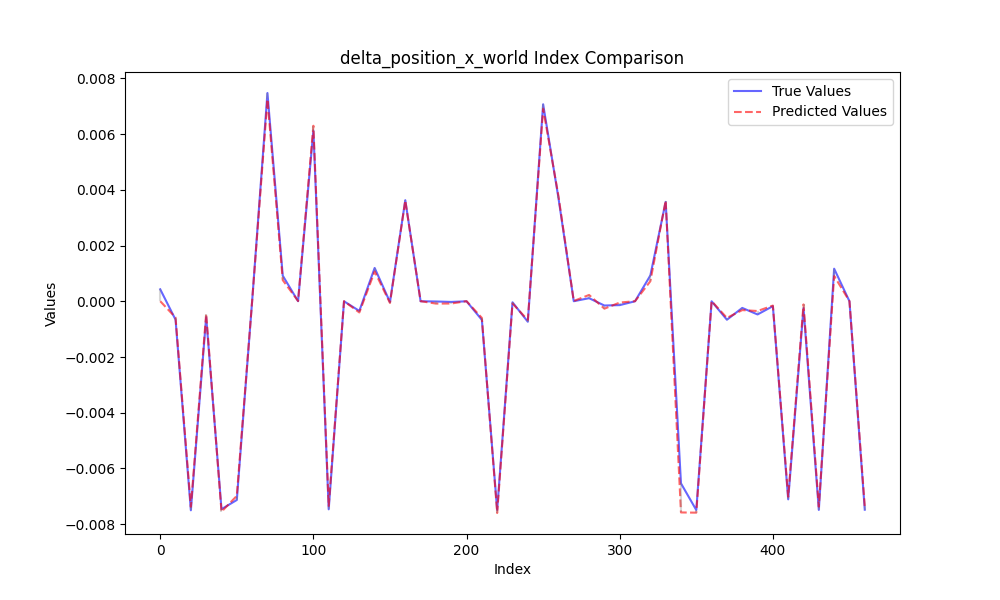 delta_position_x_world Index Comparison
True Values
Predicted Values
Values
0.008
0.006
0.004
0.002
0.000
−0.002
−0.004
−0.006
−0.008
0
100
200
300
400
Index